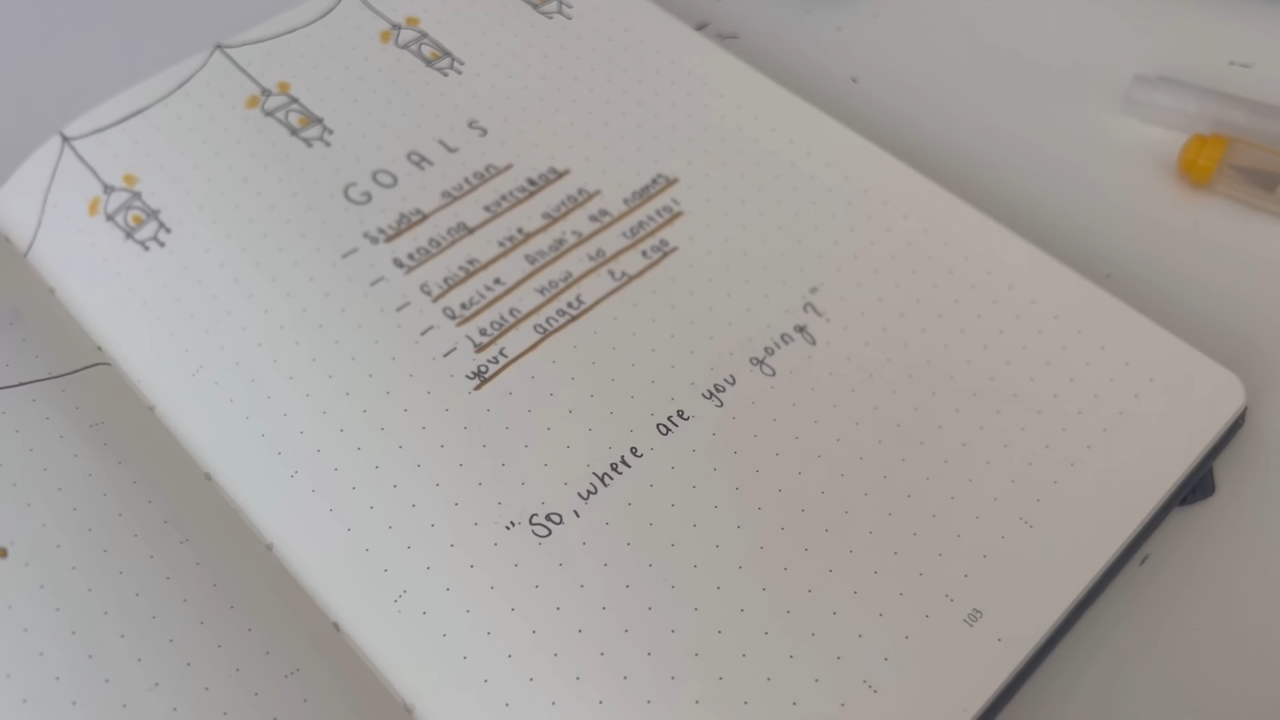 GOALS
- Study quran
- Reading everyday
- Finish the quran
- Recite Allah's 99 names
- Learn how to control
your anger & ego
"So, where are you going?"
103